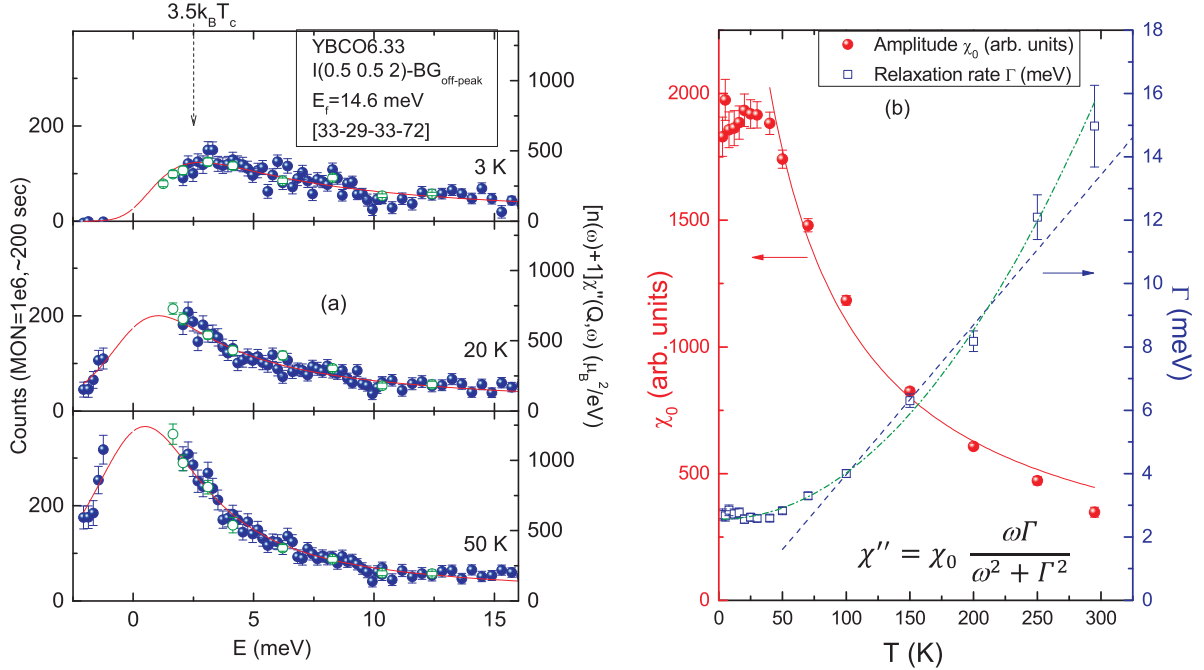 3.5k_BT_c
YBCO6.33
I(0.5 0.5 2)-BG_off-peak
E_f=14.6 meV
[33-29-33-72]
3 K
(a)
20 K
50 K
Counts (MON=1e6,~200 sec)
0
200
0
200
0
200
0
500
1000
0
500
1000
0
500
1000
[n(ω)+1]χ''(Q,ω) (μ_B^2/eV)
0
5
10
15
E (meV)
Amplitude χ_0 (arb. units)
Relaxation rate Γ (meV)
(b)
χ_0 (arb. units)
0
500
1000
1500
2000
Γ (meV)
0
2
4
6
8
10
12
14
16
18
χ'' = χ_0 ωΓ / (ω^2 + Γ^2)
0
50
100
150
200
250
300
T (K)